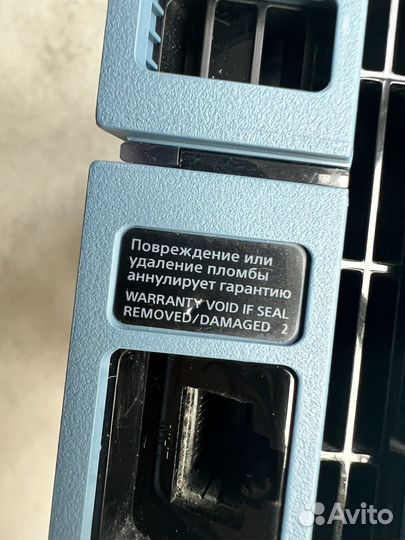 Повреждение или
удаление пломбы
аннулирует гарантию
WARRANTY VOID IF SEAL
REMOVED/DAMAGED 2
Avito